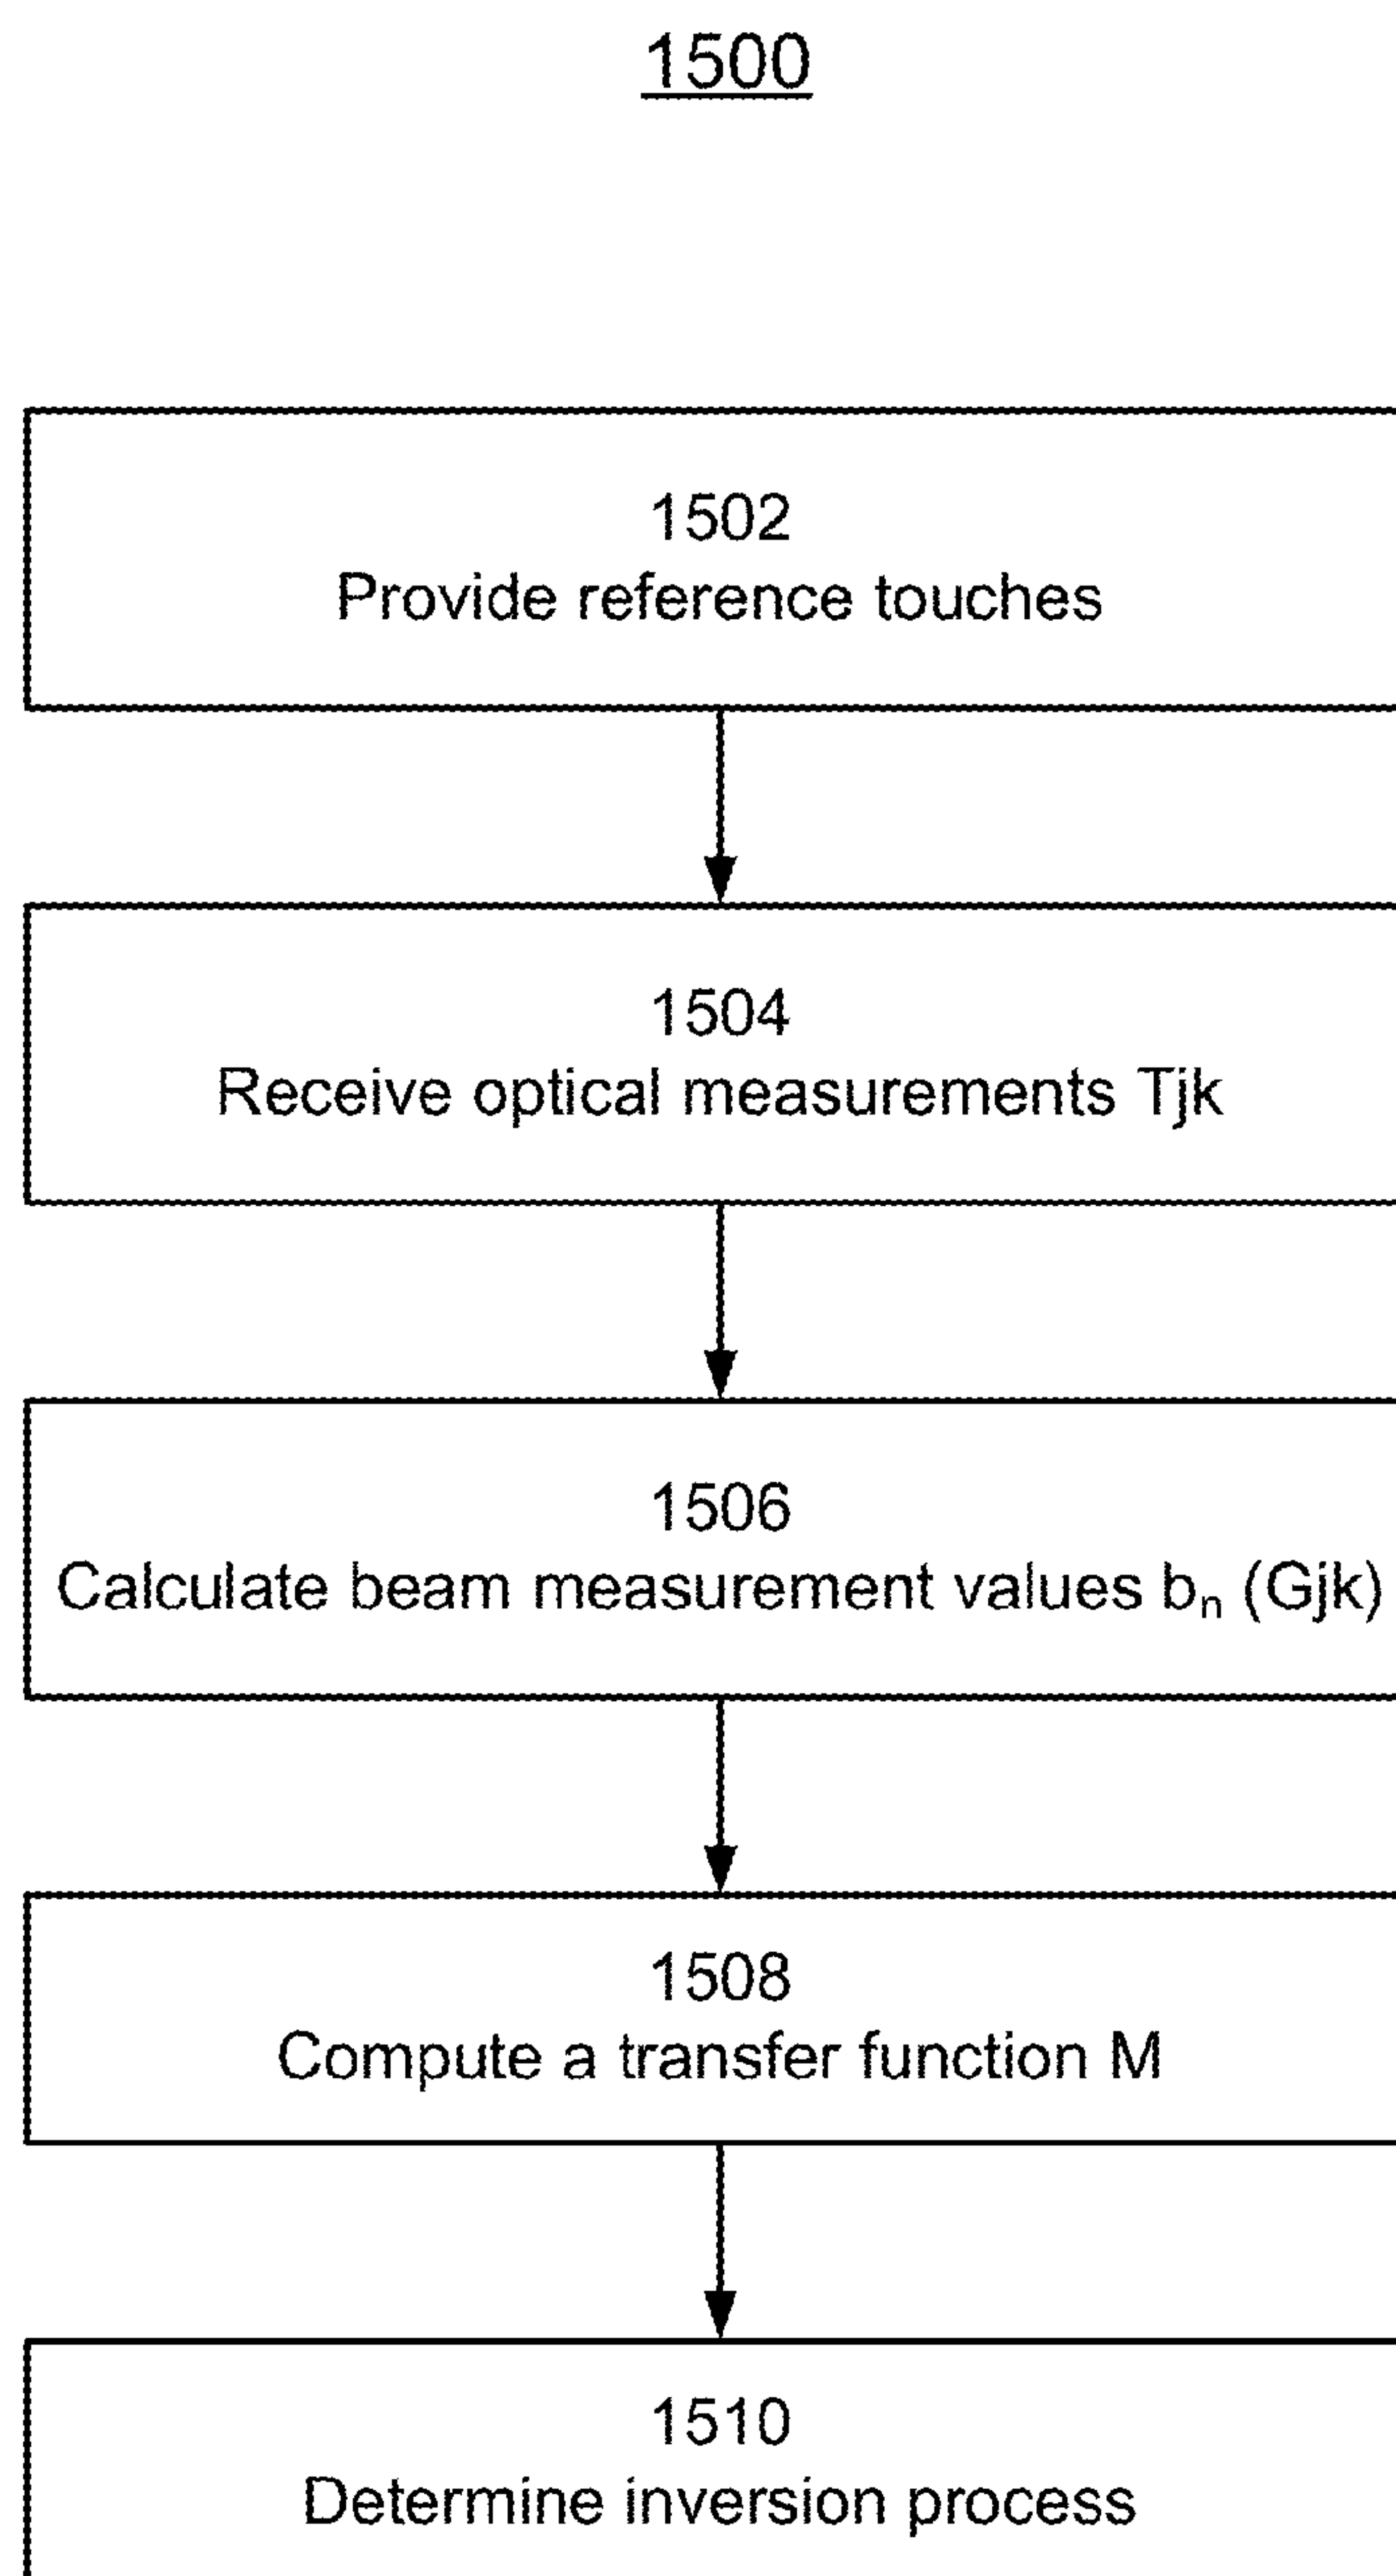 1500
1502
Provide reference touches
1504
Receive optical measurements Tjk
1506
Calculate beam measurement values bₙ (Gjk)
1508
Compute a transfer function M
1510
Determine inversion process